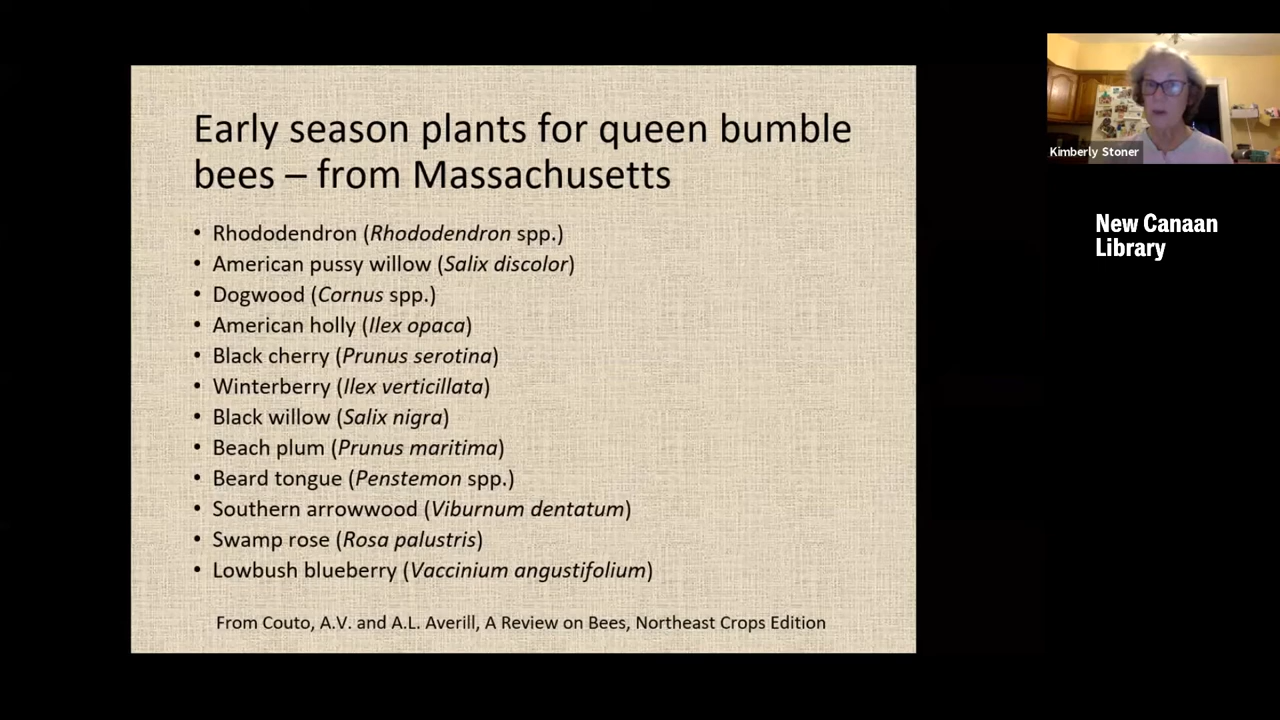 Early season plants for queen bumble
bees – from Massachusetts
• Rhododendron (Rhododendron spp.)
• American pussy willow (Salix discolor)
• Dogwood (Cornus spp.)
• American holly (Ilex opaca)
• Black cherry (Prunus serotina)
• Winterberry (Ilex verticillata)
• Black willow (Salix nigra)
• Beach plum (Prunus maritima)
• Beard tongue (Penstemon spp.)
• Southern arrowwood (Viburnum dentatum)
• Swamp rose (Rosa palustris)
• Lowbush blueberry (Vaccinium angustifolium)
From Couto, A.V. and A.L. Averill, A Review on Bees, Northeast Crops Edition
Kimberly Stoner
New Canaan
Library